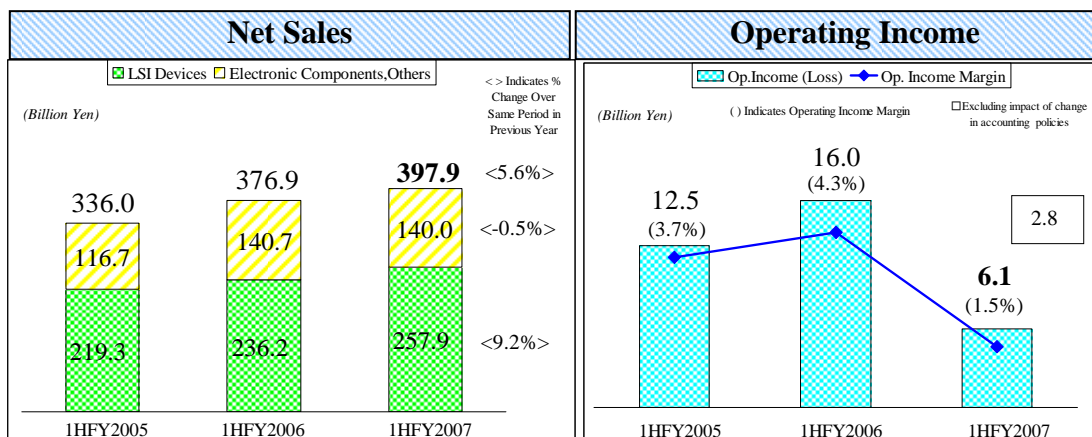 Net Sales
LSI Devices Electronic Components,Others
< > Indicates %
Change Over
Same Period in
Previous Year
(Billion Yen)
336.0 376.9 397.9 <5.6%>
116.7 140.7 140.0 <-0.5%>
219.3 236.2 257.9 <9.2%>
1HFY2005 1HFY2006 1HFY2007
Operating Income
Op.Income (Loss) Op. Income Margin
(Billion Yen)
( ) Indicates Operating Income Margin
Excluding impact of change
in accounting policies
12.5
(3.7%)
16.0
(4.3%)
2.8
6.1
(1.5%)
1HFY2005 1HFY2006 1HFY2007